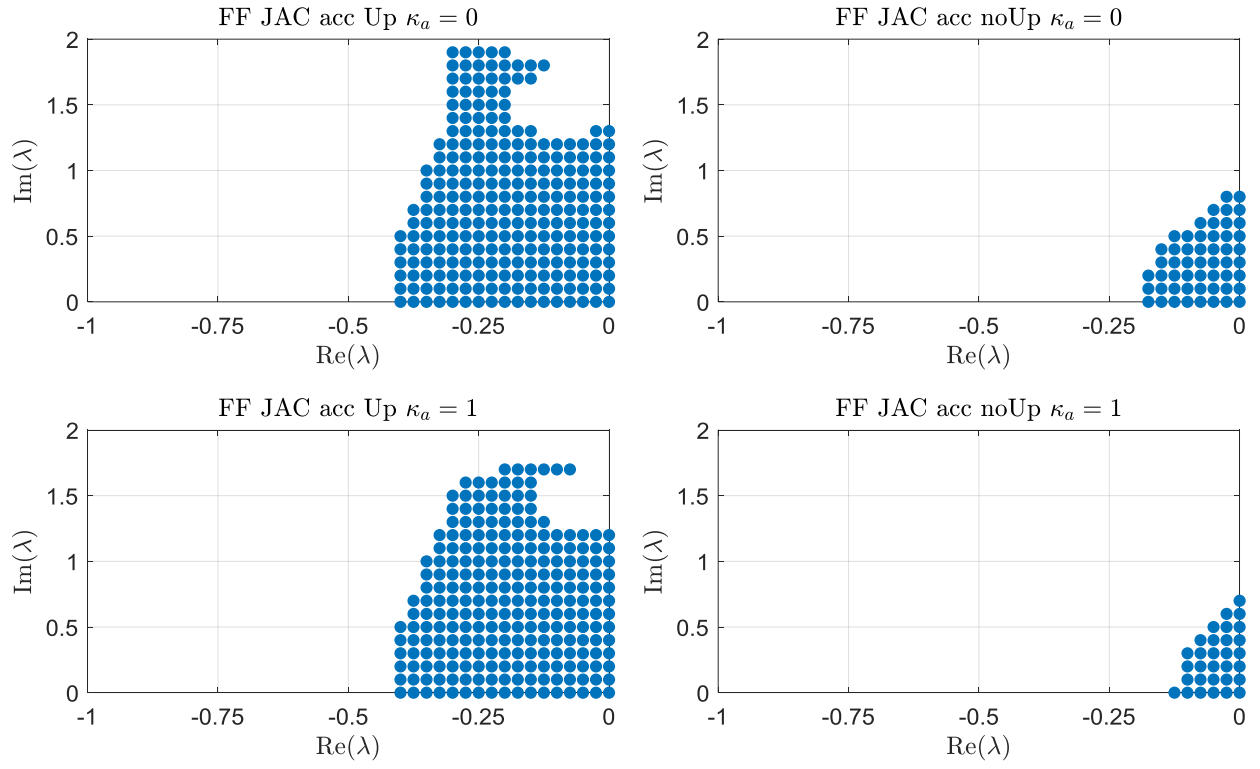 FF JAC acc Up κₐ = 0
2
1.5
1
0.5
0
Im(λ)
-1 -0.75 -0.5 -0.25 0
Re(λ)
FF JAC acc noUp κₐ = 0
2
1.5
1
0.5
0
Im(λ)
-1 -0.75 -0.5 -0.25 0
Re(λ)
FF JAC acc Up κₐ = 1
2
1.5
1
0.5
0
Im(λ)
-1 -0.75 -0.5 -0.25 0
Re(λ)
FF JAC acc noUp κₐ = 1
2
1.5
1
0.5
0
Im(λ)
-1 -0.75 -0.5 -0.25 0
Re(λ)